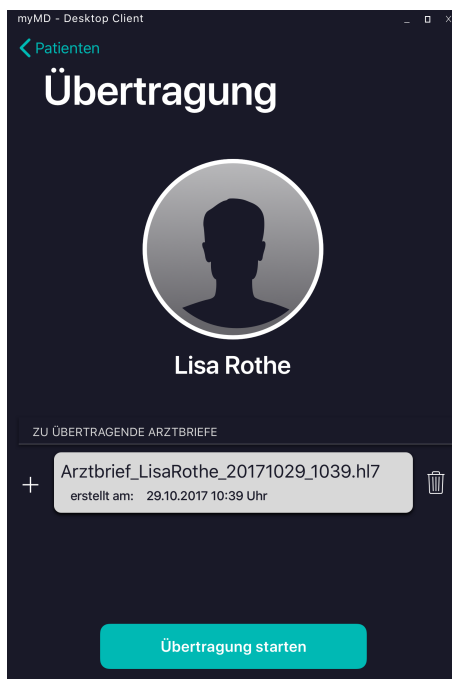 myMD - Desktop Client
Patienten
Übertragung
Lisa Rothe
ZU ÜBERTRAGENDE ARZTBRIEFE
Arztbrief_LisaRothe_20171029_1039.hl7
erstellt am: 29.10.2017 10:39 Uhr
Übertragung starten